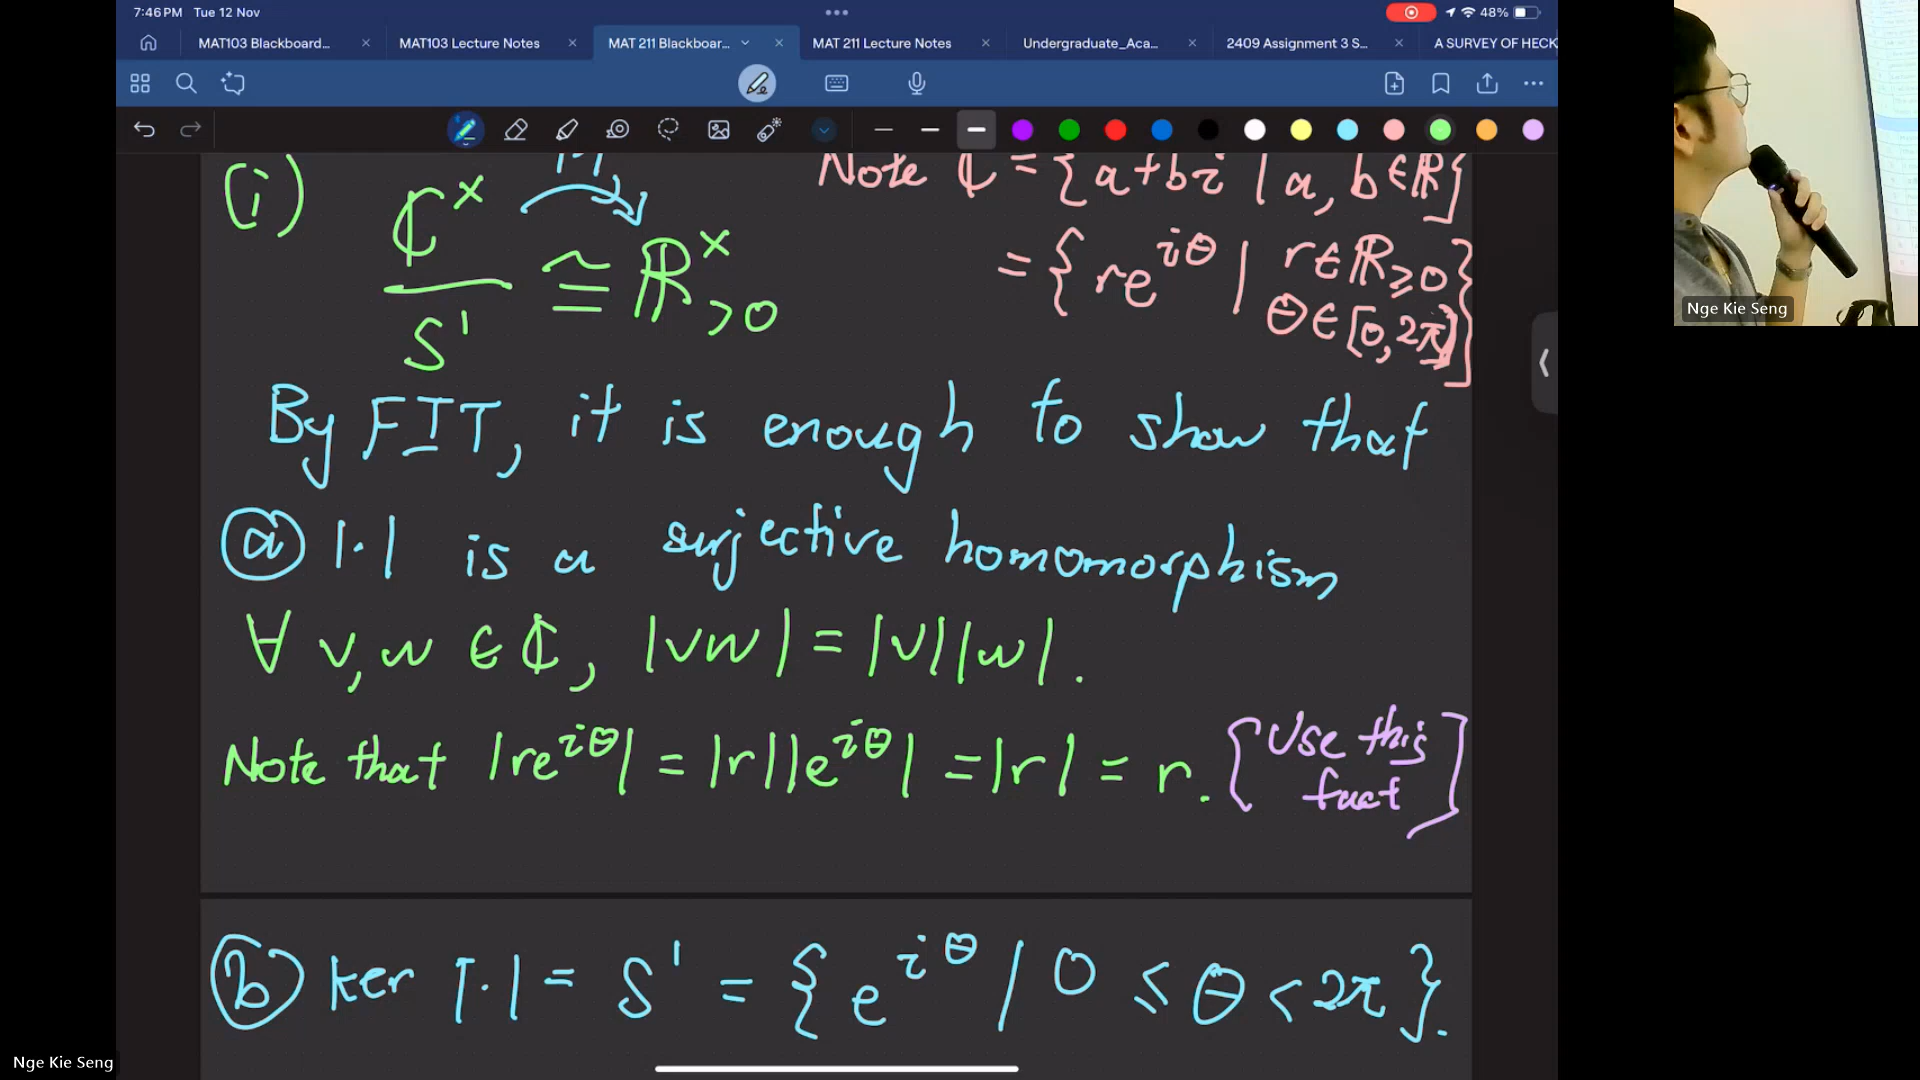 7:46 PM Tue 12 Nov
48%
MAT103 Blackboard...
MAT103 Lecture Notes
MAT 211 Blackboar...
MAT 211 Lecture Notes
Undergraduate_Aca...
2409 Assignment 3 S...
A SURVEY OF HECK
(i) ℂ^× / S¹ ≅ ℝ^×_{>0}
|·|
Note ℂ = {a+bi | a, b ∈ ℝ}
= {re^{iθ} | r ∈ ℝ_{≥0} θ ∈ [0, 2π]}
By FIT, it is enough to show that
ⓐ |·| is a surjective homomorphism
∀ v, w ∈ ℂ, |vw| = |v||w|.
Note that |re^{iθ}| = |r||e^{iθ}| = |r| = r. [Use this
fact]
ⓑ ker |·| = S¹ = {e^{iθ} | 0 ≤ θ < 2π}.
Nge Kie Seng
Nge Kie Seng